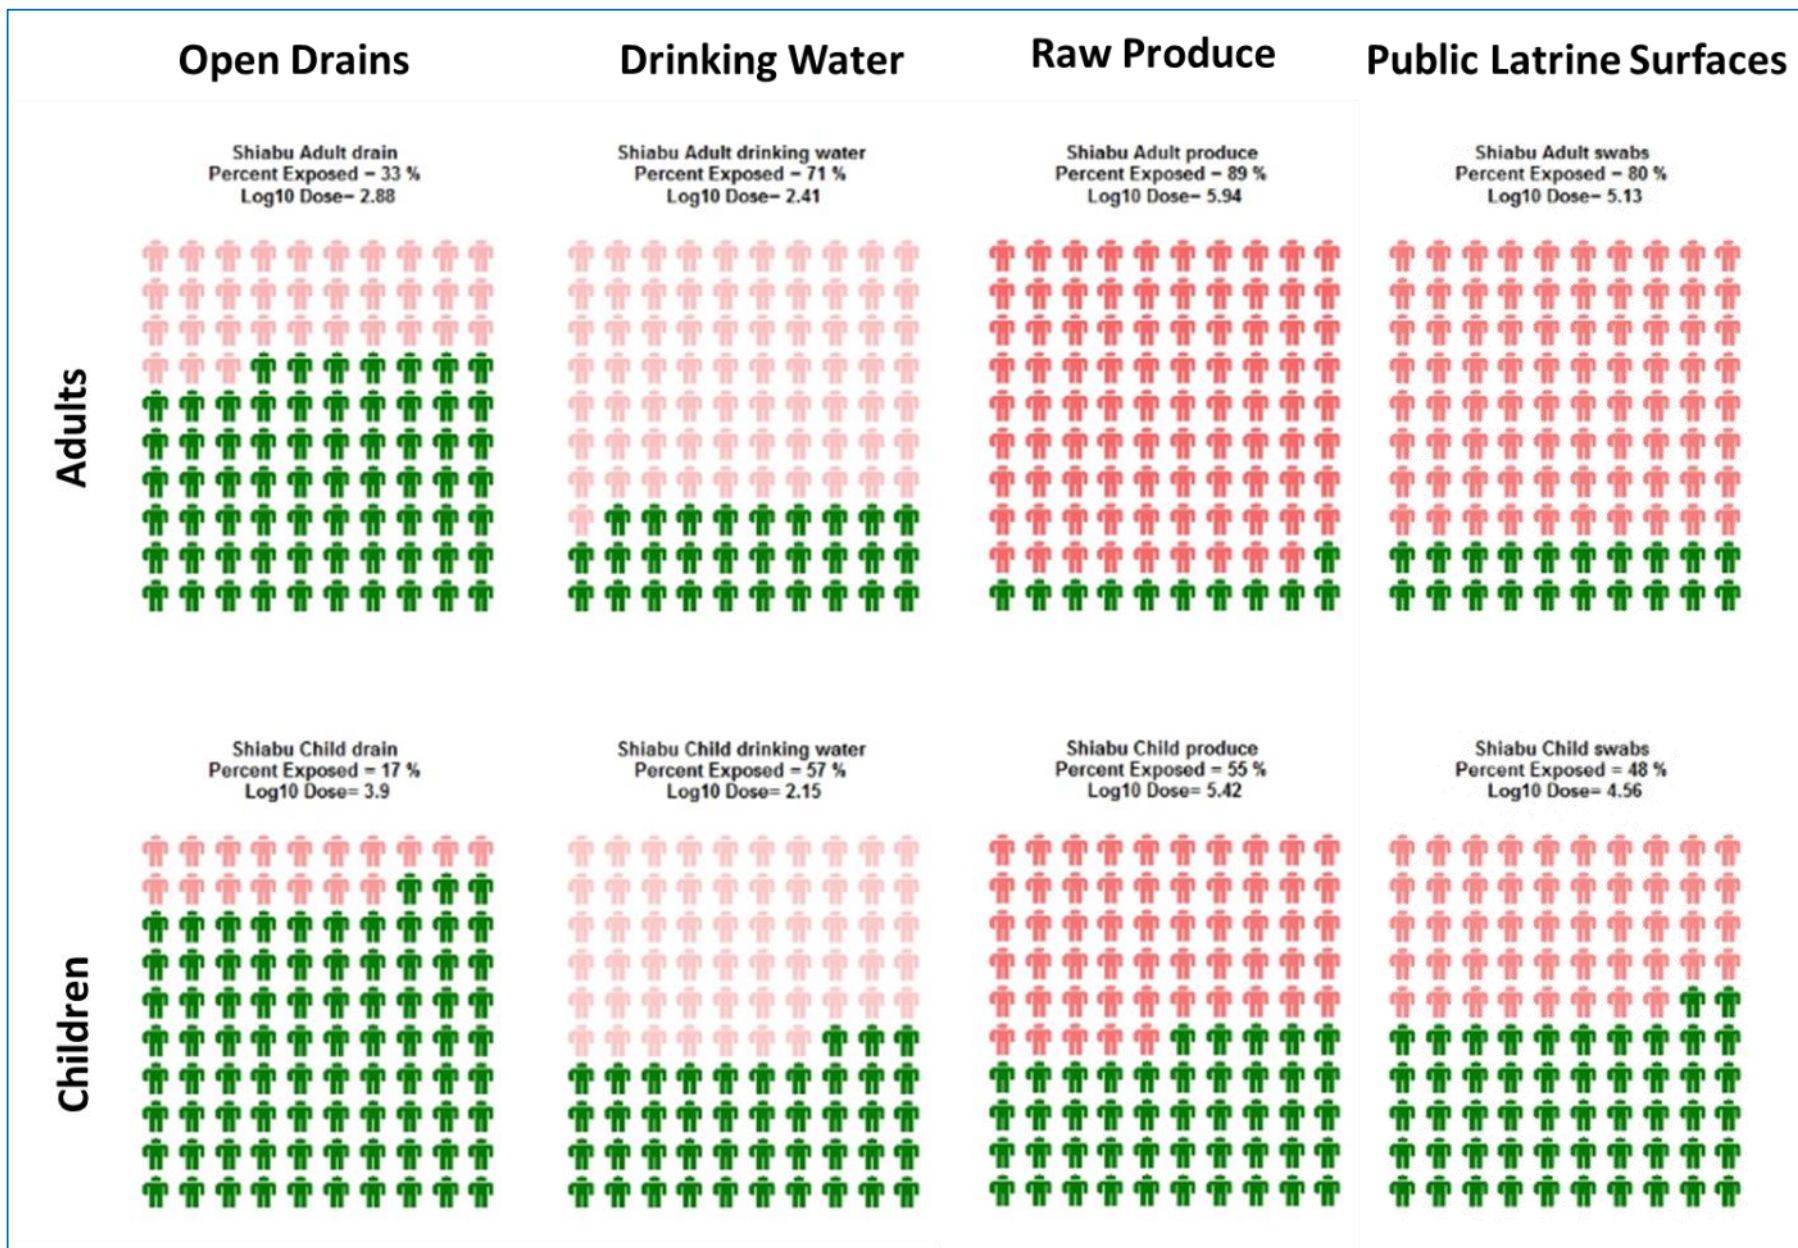 Open Drains
Drinking Water
Raw Produce
Public Latrine Surfaces
Adults
Shiabu Adult drain
Percent Exposed = 33 %
Log10 Dose= 2.88
Shiabu Adult drinking water
Percent Exposed = 71 %
Log10 Dose= 2.41
Shiabu Adult produce
Percent Exposed = 89 %
Log10 Dose= 5.94
Shiabu Adult swabs
Percent Exposed = 80 %
Log10 Dose= 5.13
Children
Shiabu Child drain
Percent Exposed = 17 %
Log10 Dose= 3.9
Shiabu Child drinking water
Percent Exposed = 57 %
Log10 Dose= 2.15
Shiabu Child produce
Percent Exposed = 55 %
Log10 Dose= 5.42
Shiabu Child swabs
Percent Exposed = 48 %
Log10 Dose= 4.56